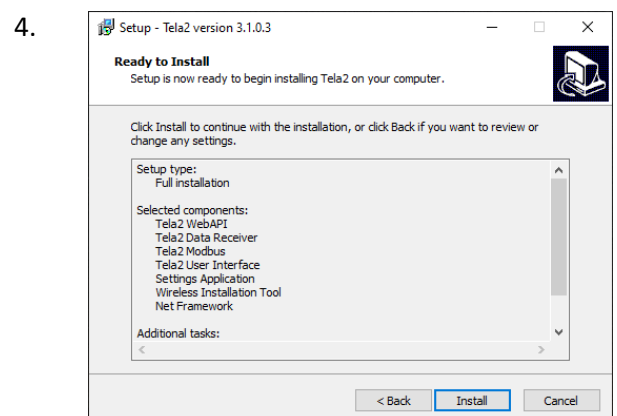 4.
Setup - Tela2 version 3.1.0.3
Ready to Install
Setup is now ready to begin installing Tela2 on your computer.
Click Install to continue with the installation, or click Back if you want to review or
change any settings.
Setup type:
Full installation
Selected components:
Tela2 WebAPI
Tela2 Data Receiver
Tela2 Modbus
Tela2 User Interface
Settings Application
Wireless Installation Tool
Net Framework
Additional tasks:
< Back Install Cancel